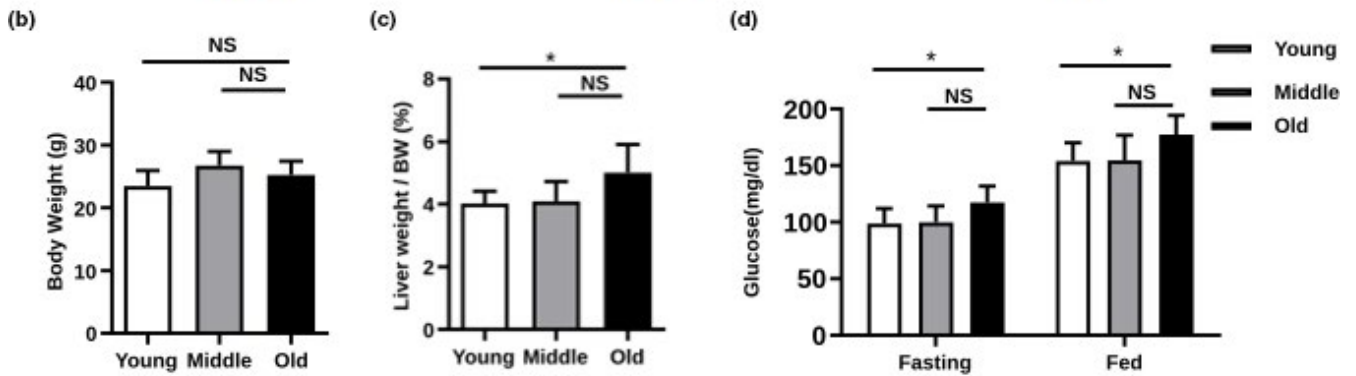 (b)
NS
NS
Body Weight (g)
40
30
20
10
0
Young Middle Old
(c)
*
NS
Liver weight / BW (%)
8
6
4
2
0
Young Middle Old
(d)
*
NS
*
NS
Glucose(mg/dl)
200
150
100
50
0
Fasting Fed
Young
Middle
Old